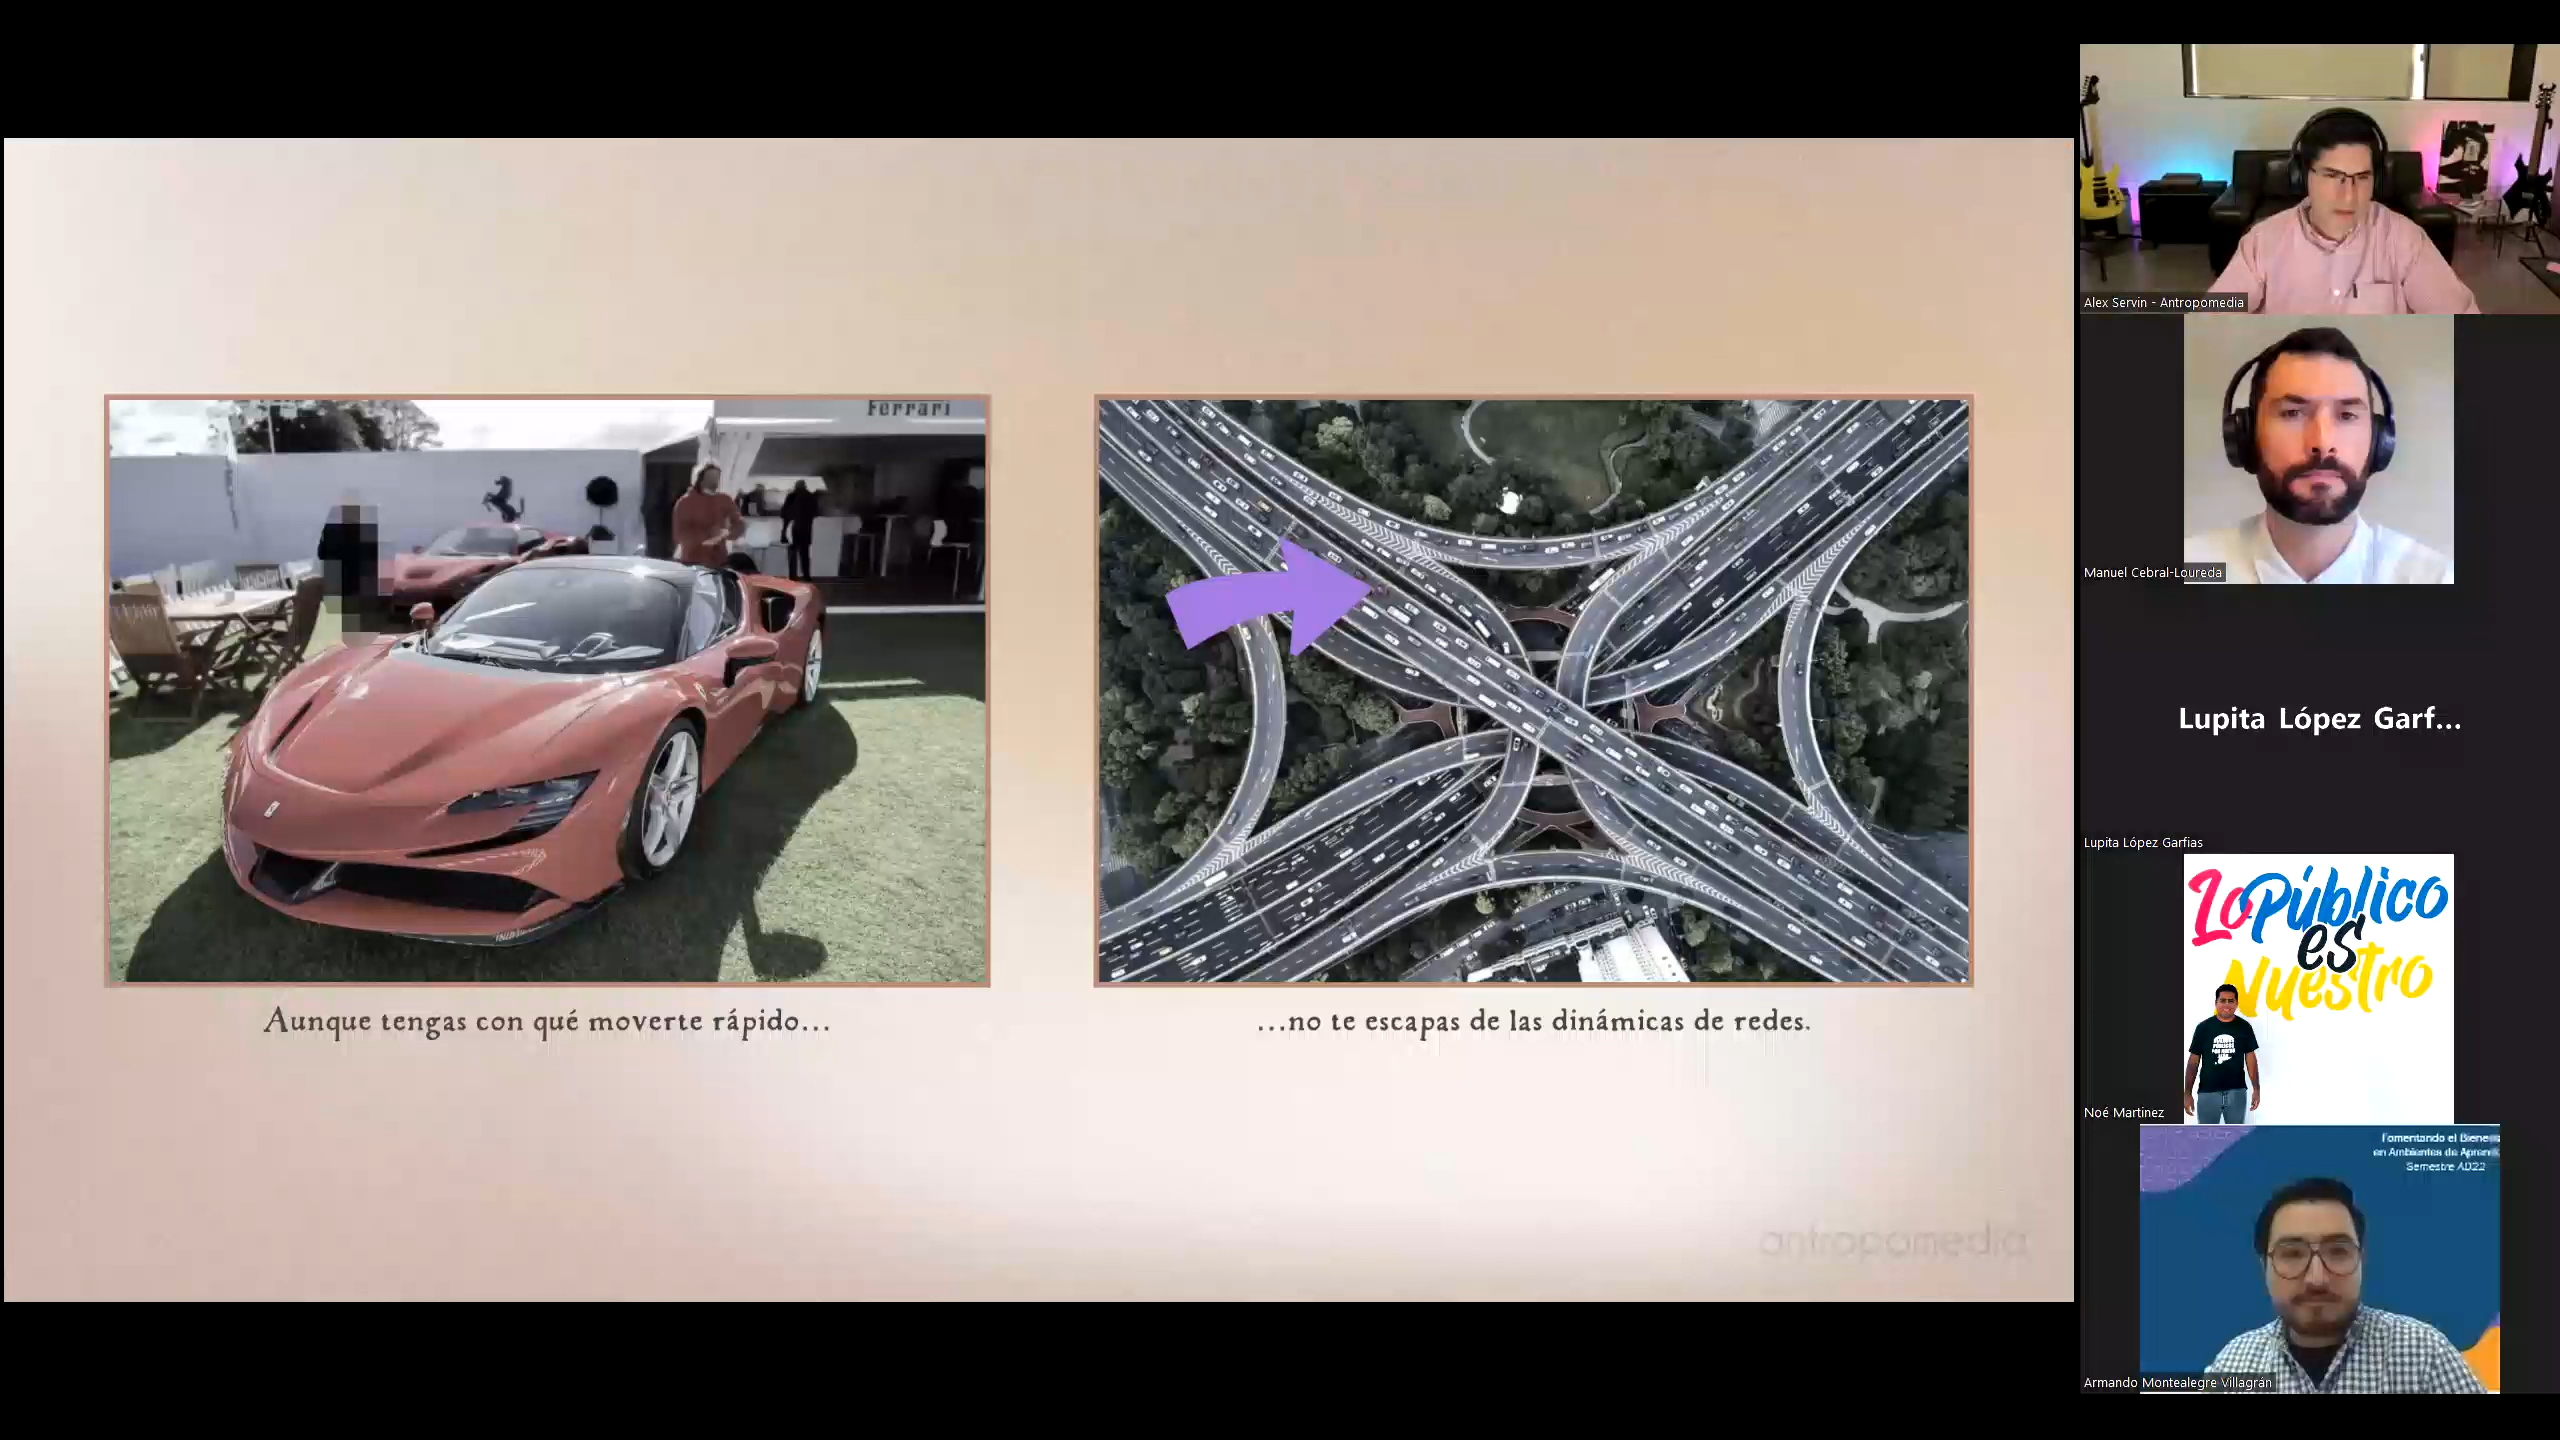 Ferrari
Aunque tengas con qué moverte rápido...
...no te escapas de las dinámicas de redes.
antropomedia
Alex Servin - Antropomedia
Manuel Cebral-Loureda
Lupita López Garf...
Lupita López Garfias
Lo Público
es
Nuestro
Noé Martinez
Fomentando el Bienes
en Ambientes de Apren
Semestre AD22
Armando Montealegre Villagrán